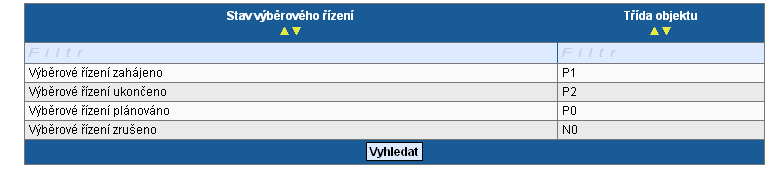 Stav výběrového řízení Třída objektu
Filtr Filtr
Výběrové řízení zahájeno P1
Výběrové řízení ukončeno P2
Výběrové řízení plánováno P0
Výběrové řízení zrušeno N0
Vyhledat